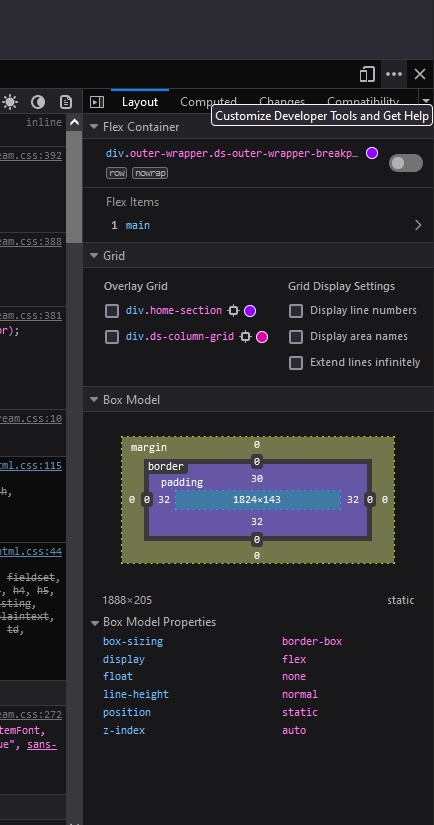 Layout Computed Changes Compatibility
Customize Developer Tools and Get Help
inline
eam.css:392
eam.css:388
eam.css:381
or);
ream.css:10
tml.css:115
h,
html.css:44
fieldset,
h4, h5,
isting,
plaintext,
td,
eam.css:272
temFont,
ue", sans-
Flex Container
div.outer-wrapper.ds-outer-wrapper-breakp…
row nowrap
Flex Items
1 main
Grid
Overlay Grid
div.home-section
div.ds-column-grid
Grid Display Settings
Display line numbers
Display area names
Extend lines infinitely
Box Model
margin 0
border 0
padding 30
0 0 32 1824×143 32 0 0
32
0
0
1888×205 static
Box Model Properties
box-sizing border-box
display flex
float none
line-height normal
position static
z-index auto